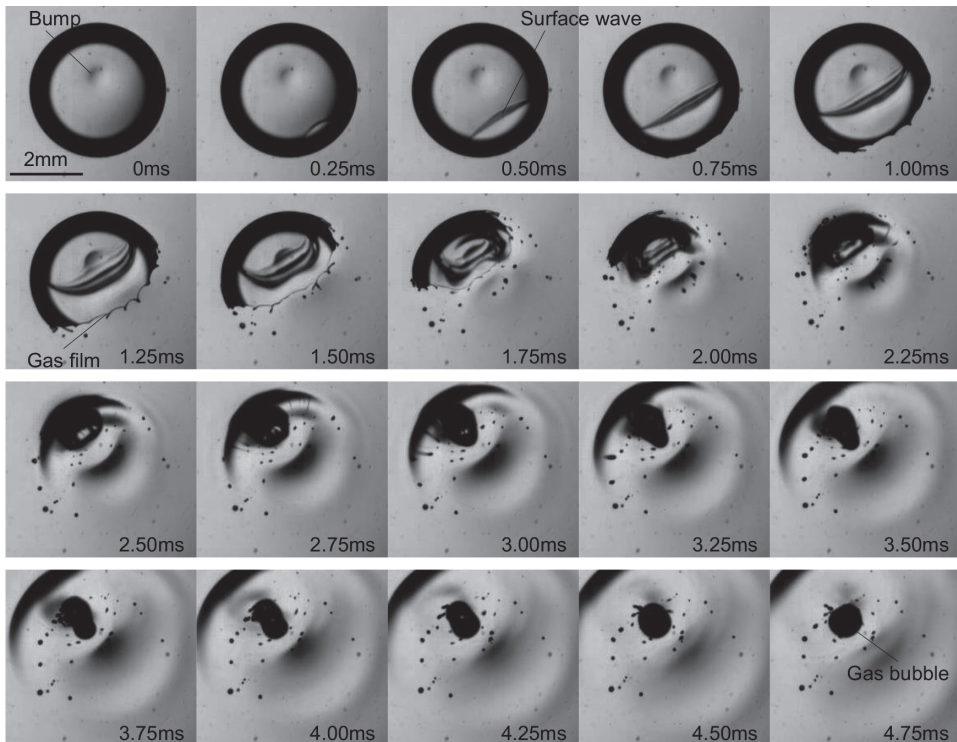 Bump
Surface wave
2mm
0ms
0.25ms
0.50ms
0.75ms
1.00ms
Gas film
1.25ms
1.50ms
1.75ms
2.00ms
2.25ms
2.50ms
2.75ms
3.00ms
3.25ms
3.50ms
3.75ms
4.00ms
4.25ms
4.50ms
Gas bubble
4.75ms